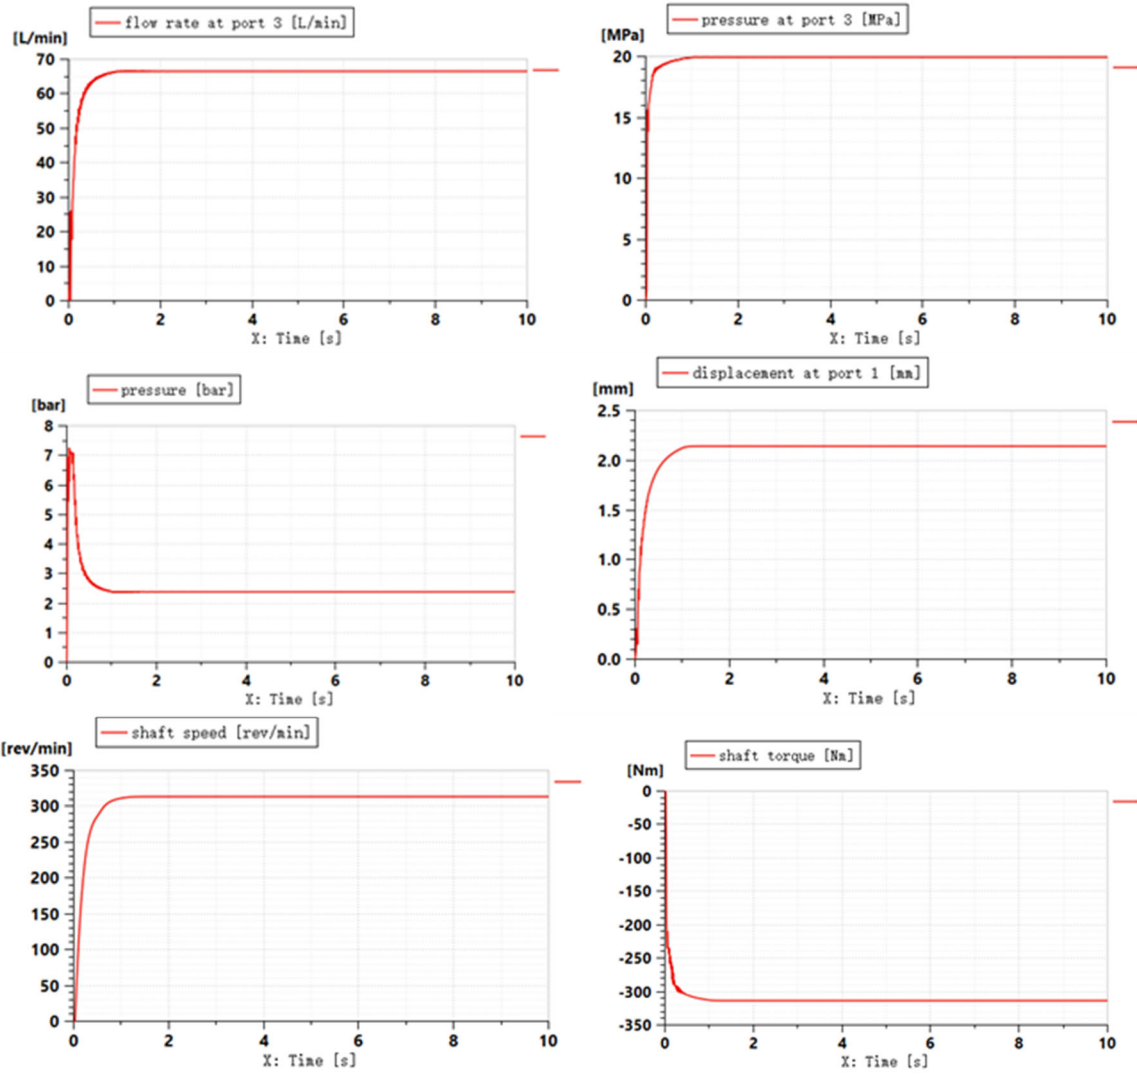 flow rate at port 3 [L/min]
[L/min]
70
60
50
40
30
20
10
0
0 2 4 6 8 10
X: Time [s]
pressure at port 3 [MPa]
[MPa]
20
15
10
5
0
0 2 4 6 8 10
X: Time [s]
pressure [bar]
[bar]
8
7
6
5
4
3
2
1
0
0 2 4 6 8 10
X: Time [s]
displacement at port 1 [mm]
[mm]
2.5
2.0
1.5
1.0
0.5
0.0
0 2 4 6 8 10
X: Time [s]
shaft speed [rev/min]
[rev/min]
350
300
250
200
150
100
50
0
0 2 4 6 8 10
X: Time [s]
shaft torque [Nm]
[Nm]
0
-50
-100
-150
-200
-250
-300
-350
0 2 4 6 8 10
X: Time [s]